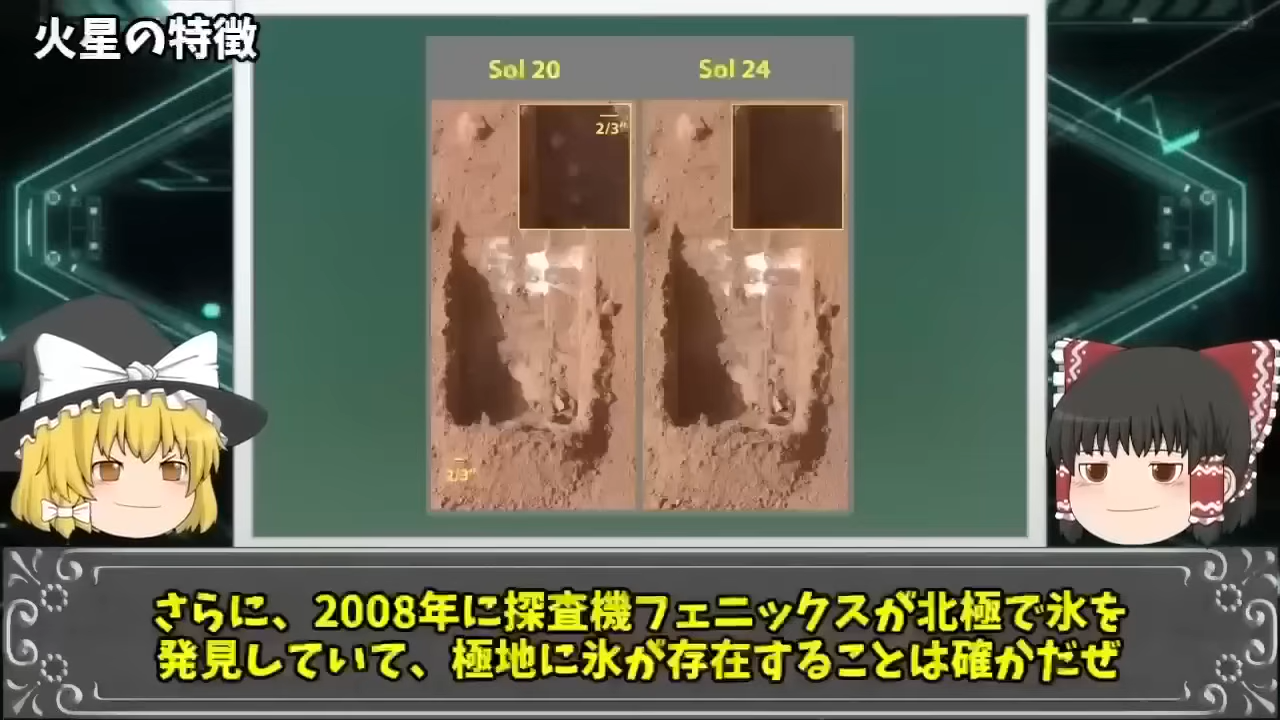 火星の特徴
Sol 20
Sol 24
2/3"
2/3"
さらに、2008年に探査機フェニックスが北極で氷を
発見していて、極地に氷が存在することは確かだぜ